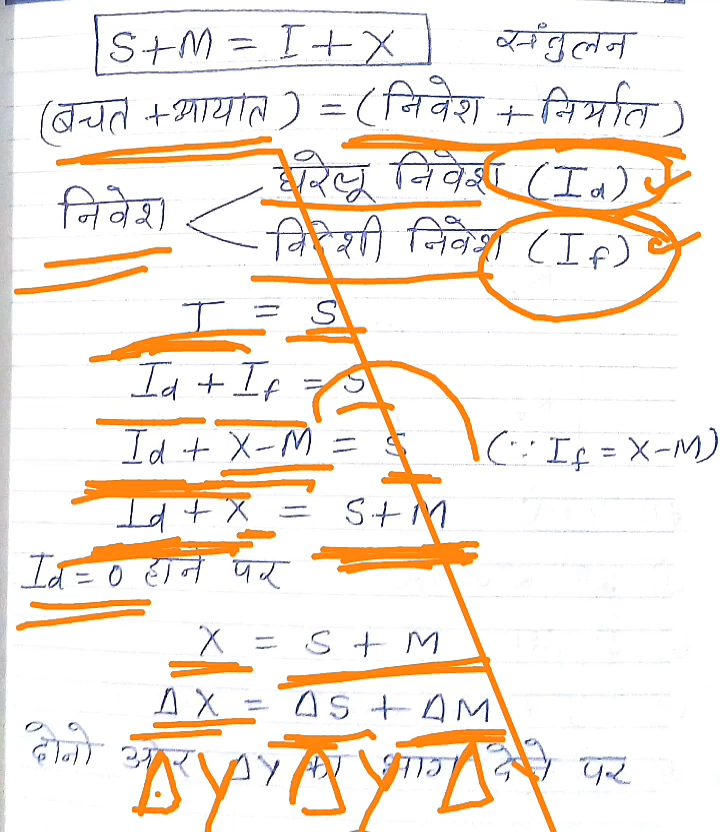 S+M = I + X संतुलन
(बचत + आयात) = (निवेश + निर्यात)
निवेश
घरेलू निवेश (Id)
विदेशी निवेश (If)
I = S
Id + If = S
Id + X-M = S (∵ If = X-M)
Id + X = S+M
Id = 0 होने पर
X = S + M
ΔX = ΔS + ΔM
दोनो ओर ΔY का भाग देने पर
Δ Y Δ Y Δ